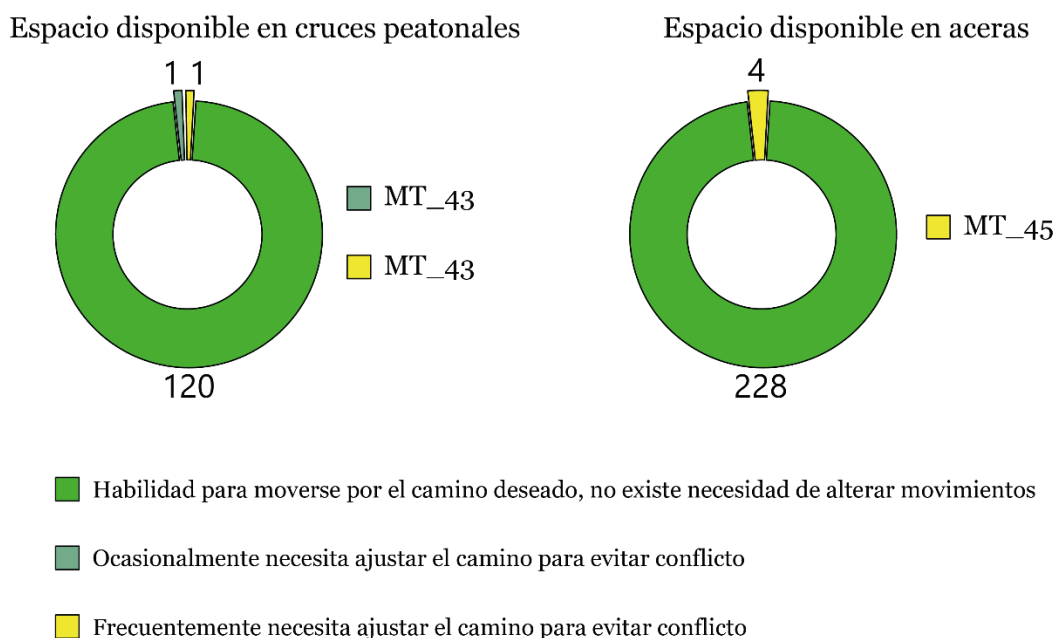 Espacio disponible en cruces peatonales
1 1
MT_43
MT_43
120
Espacio disponible en aceras
4
MT_45
228
Habilidad para moverse por el camino deseado, no existe necesidad de alterar movimientos
Ocasionalmente necesita ajustar el camino para evitar conflicto
Frecuentemente necesita ajustar el camino para evitar conflicto